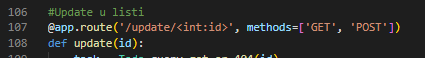 106 #Update u listi
107 @app.route('/update/<int:id>', methods=['GET', 'POST'])
108 def update(id):